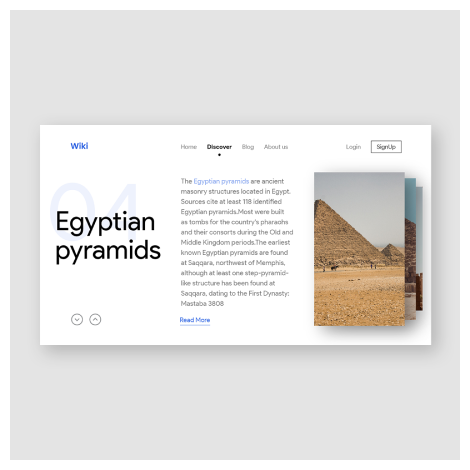 Wiki
Home Discover Blog About us
Login SignUp
04
Egyptian
pyramids
The Egyptian pyramids are ancient
masonry structures located in Egypt.
Sources cite at least 118 identified
Egyptian pyramids.Most were built
as tombs for the country's pharaohs
and their consorts during the Old and
Middle Kingdom periods.The earliest
known Egyptian pyramids are found
at Saqqara, northwest of Memphis,
although at least one step-pyramid-
like structure has been found at
Saqqara, dating to the First Dynasty:
Mastaba 3808
Read More